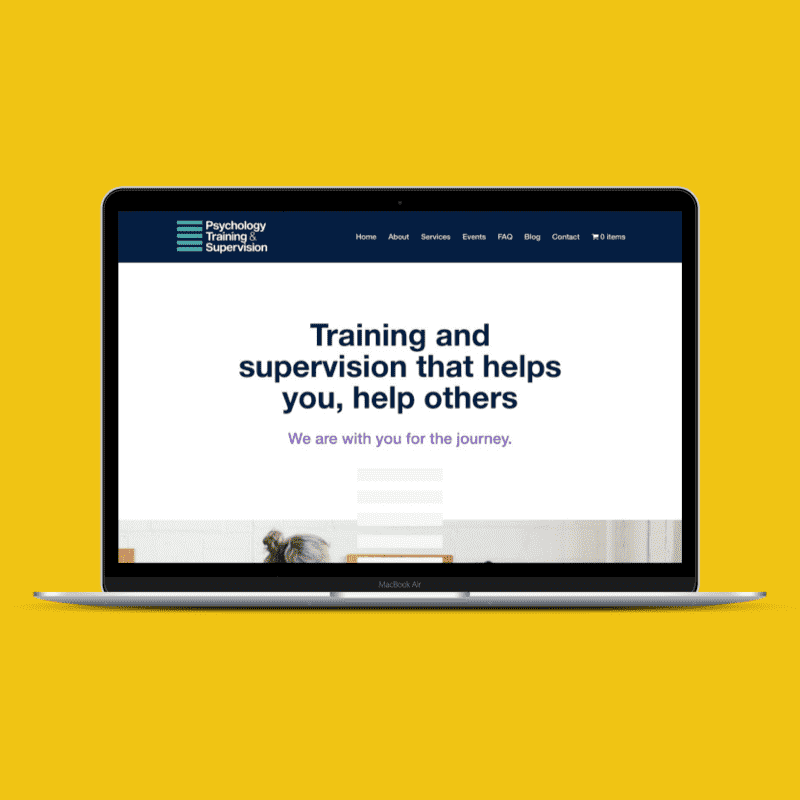 Psychology
Training &
Supervision
Home About Services Events FAQ Blog Contact 0 items
Training and
supervision that helps
you, help others
We are with you for the journey.
MacBook Air